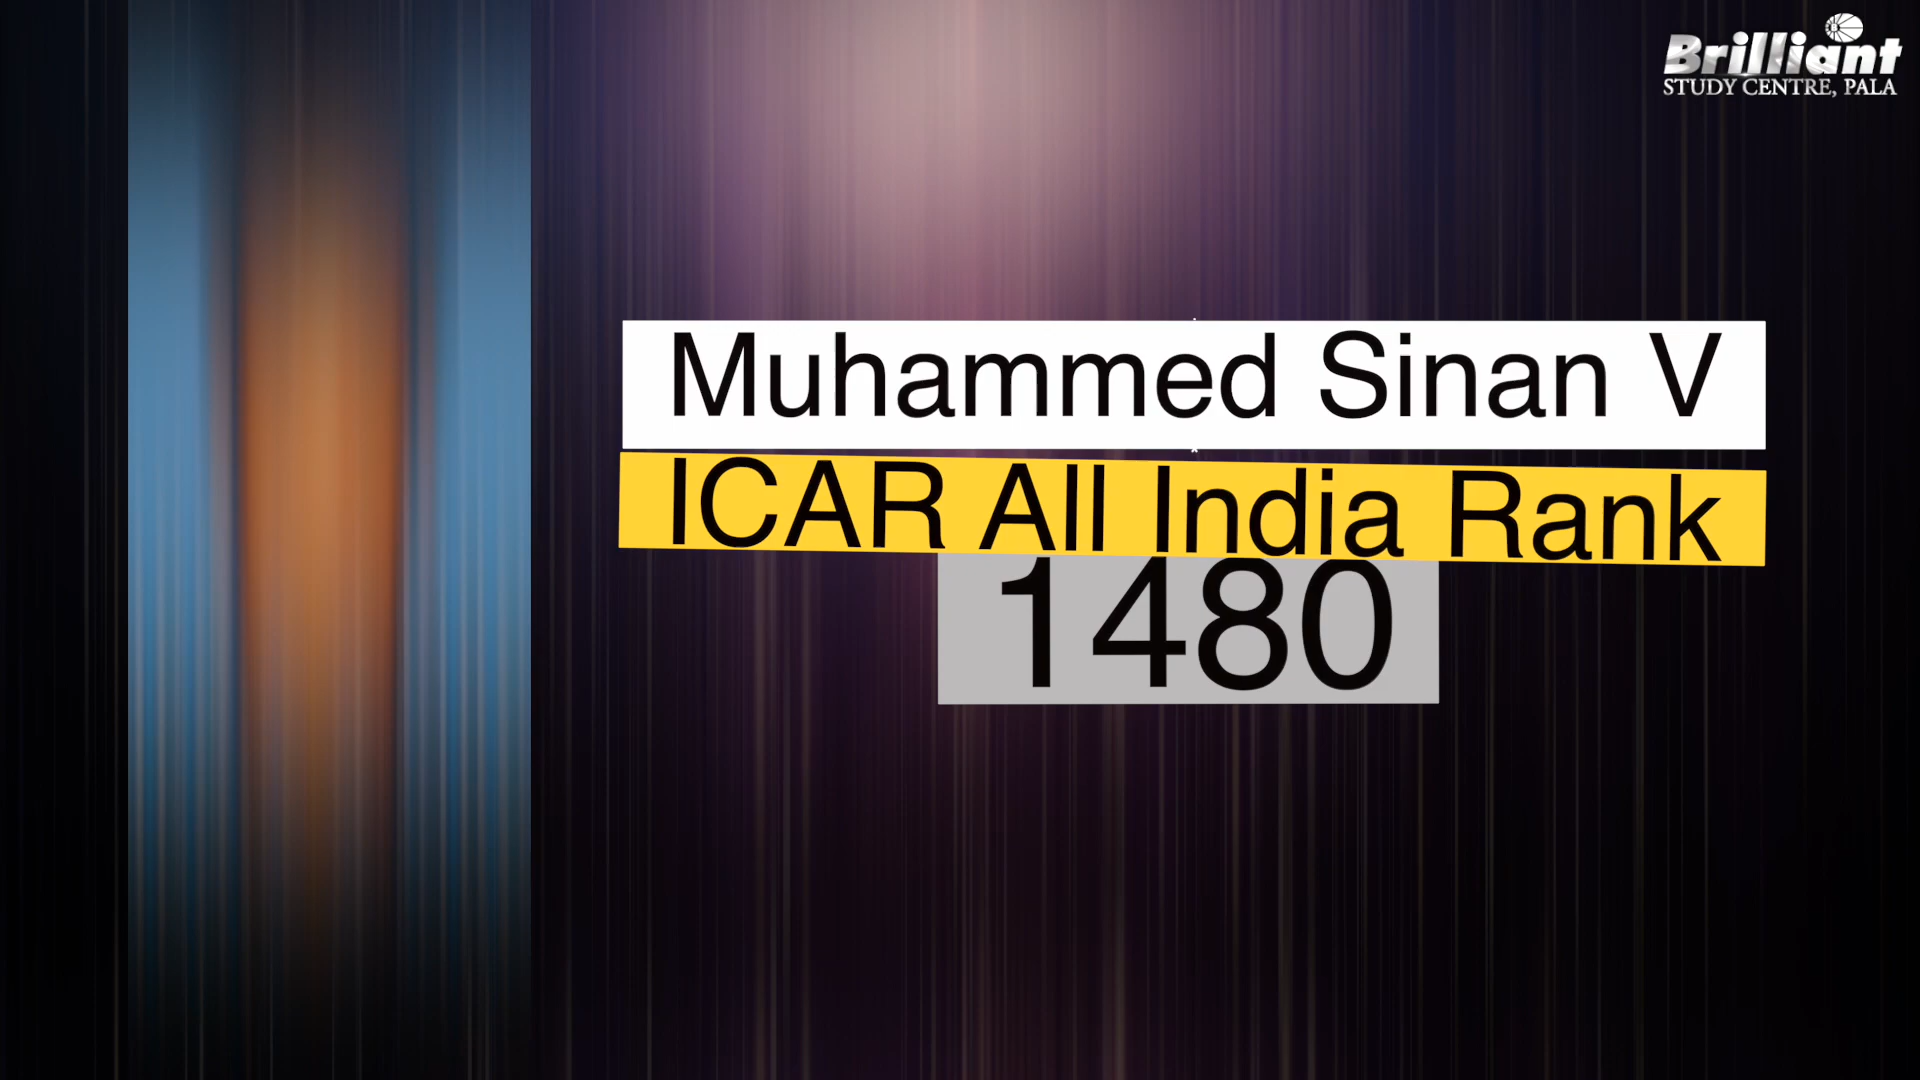 Brilliant
STUDY CENTRE, PALA
Muhammed Sinan V
ICAR All India Rank
1480